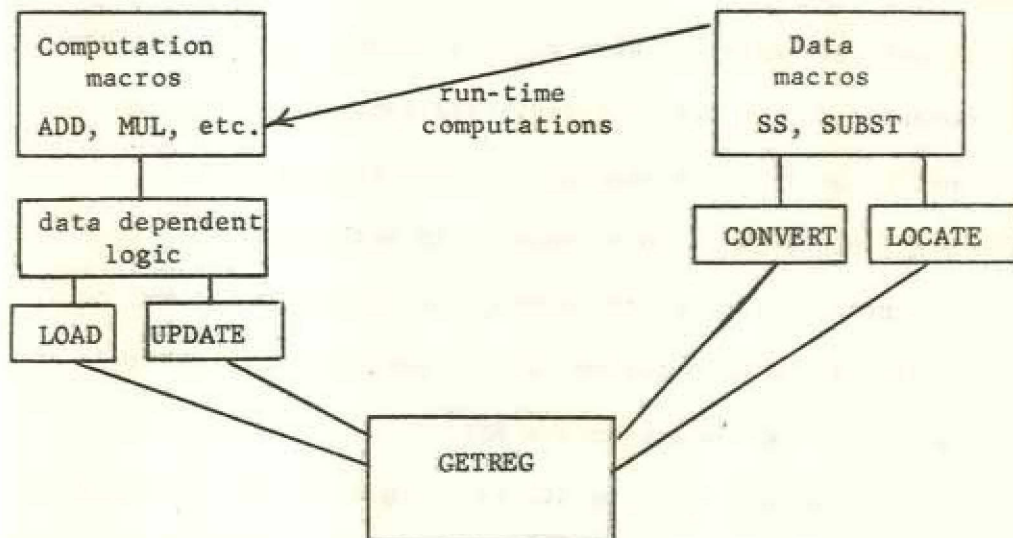 Computation
macros
ADD, MUL, etc.
run-time
computations
Data
macros
SS, SUBST
data dependent
logic
CONVERT
LOCATE
LOAD
UPDATE
GETREG